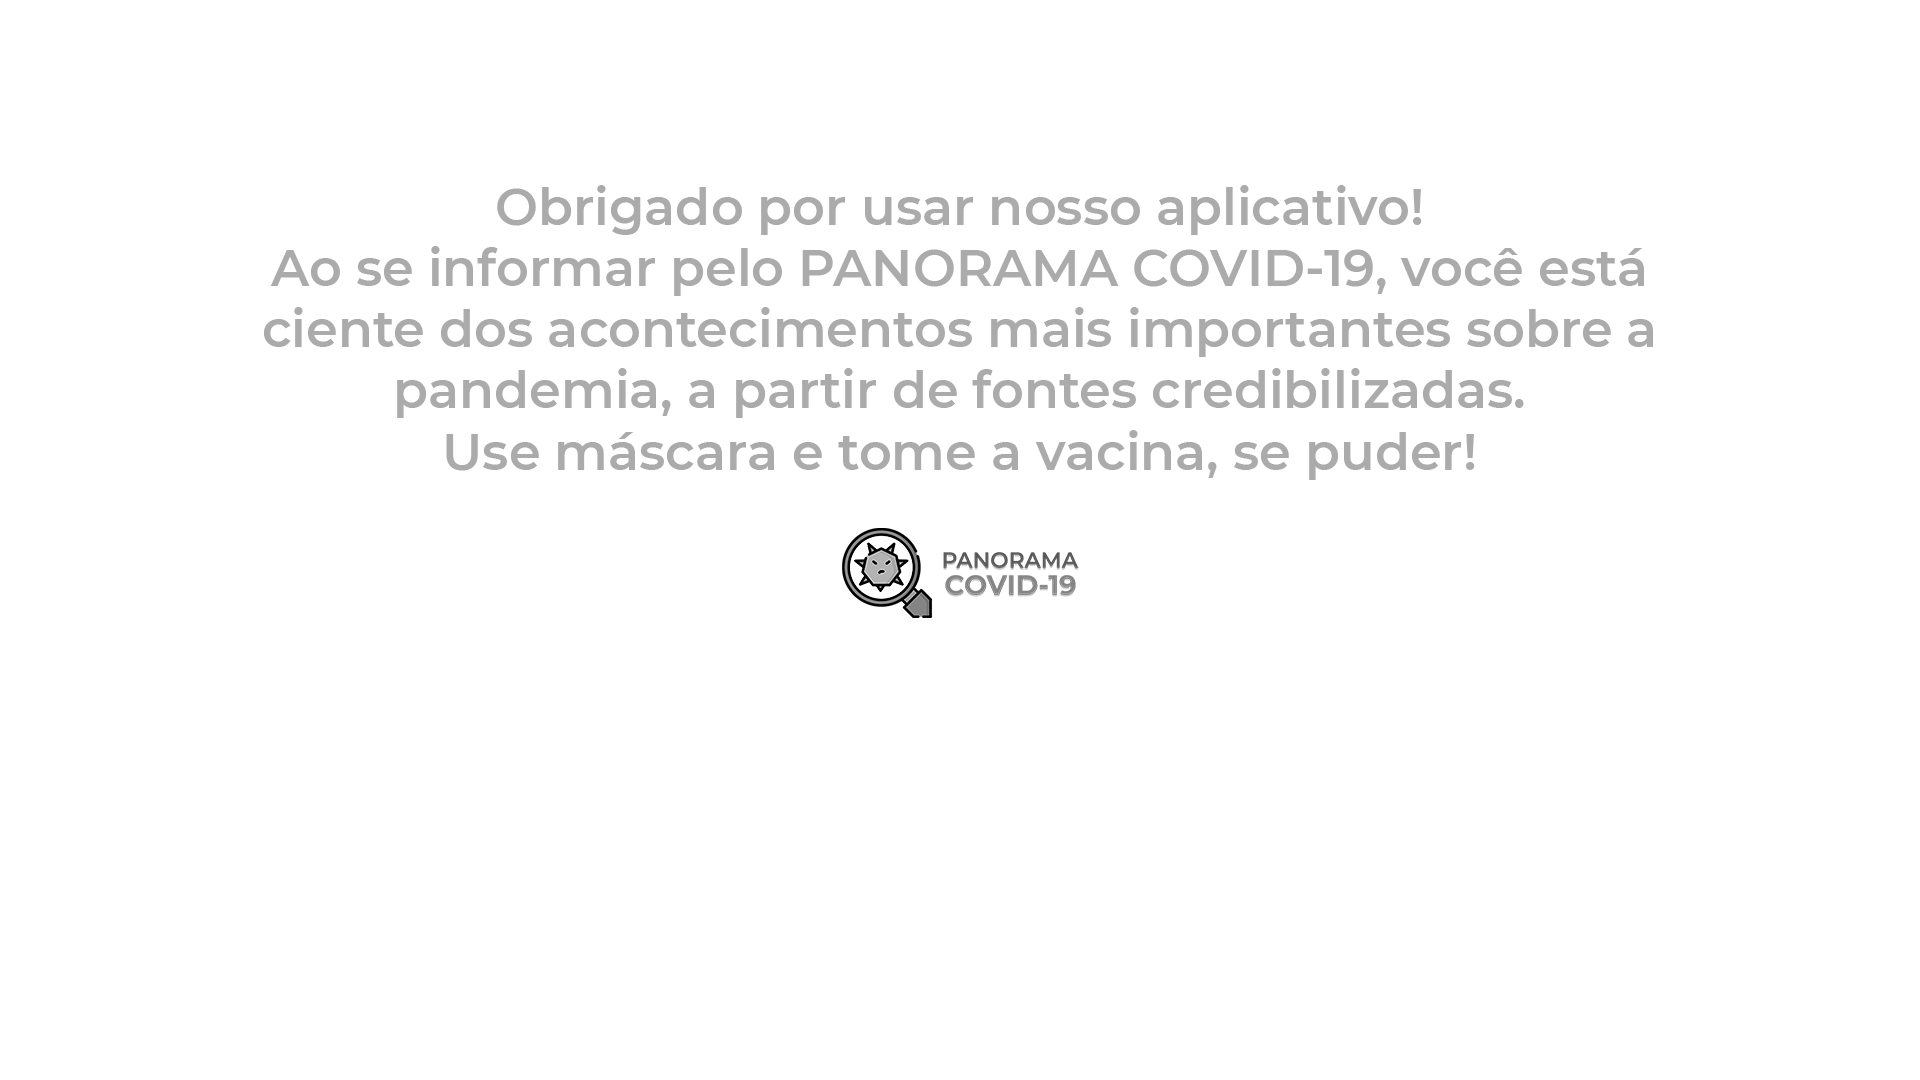 Obrigado por usar nosso aplicativo!
Ao se informar pelo PANORAMA COVID-19, você está
ciente dos acontecimentos mais importantes sobre a
pandemia, a partir de fontes credibilizadas.
Use máscara e tome a vacina, se puder!
PANORAMA
COVID-19